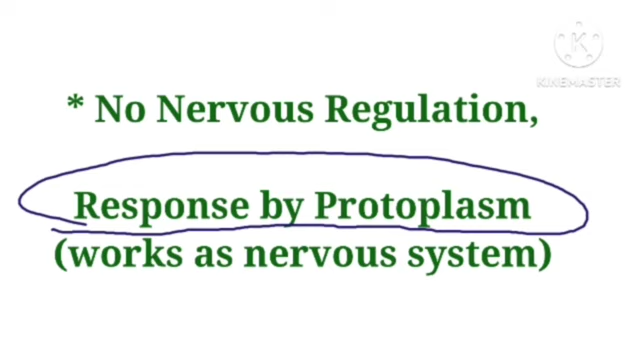 KINEMASTER
* No Nervous Regulation,
Response by Protoplasm
(works as nervous system)